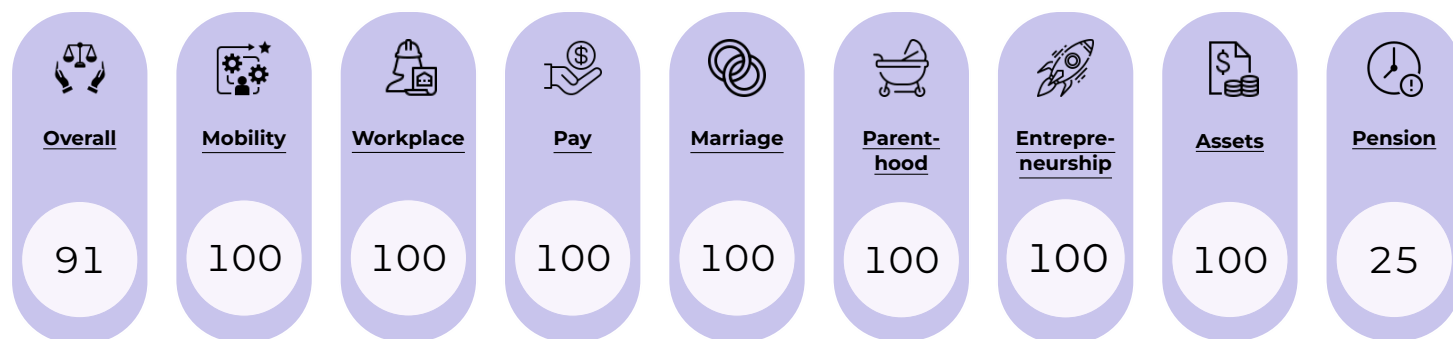 Overall
91
Mobility
100
Workplace
100
Pay
100
Marriage
100
Parent-
hood
100
Entrepre-
neurship
100
Assets
$
100
Pension
25